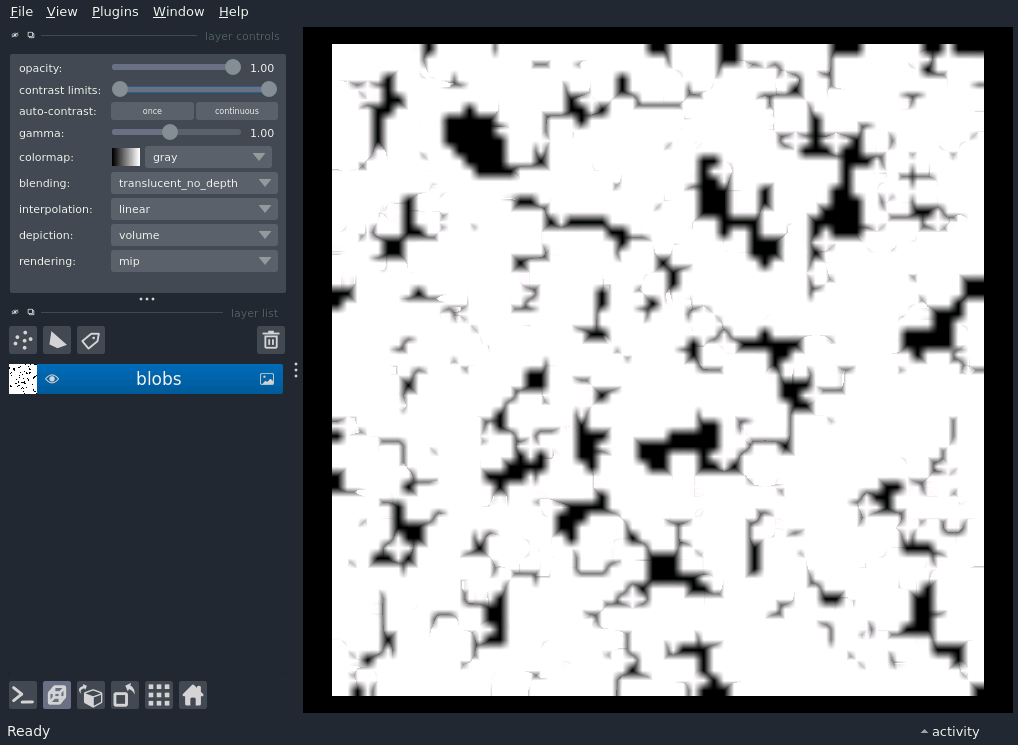 File View Plugins Window Help
layer controls
opacity: 1.00
contrast limits:
auto-contrast: once continuous
gamma: 1.00
colormap: gray
blending: translucent_no_depth
interpolation: linear
depiction: volume
rendering: mip
layer list
blobs
Ready
activity